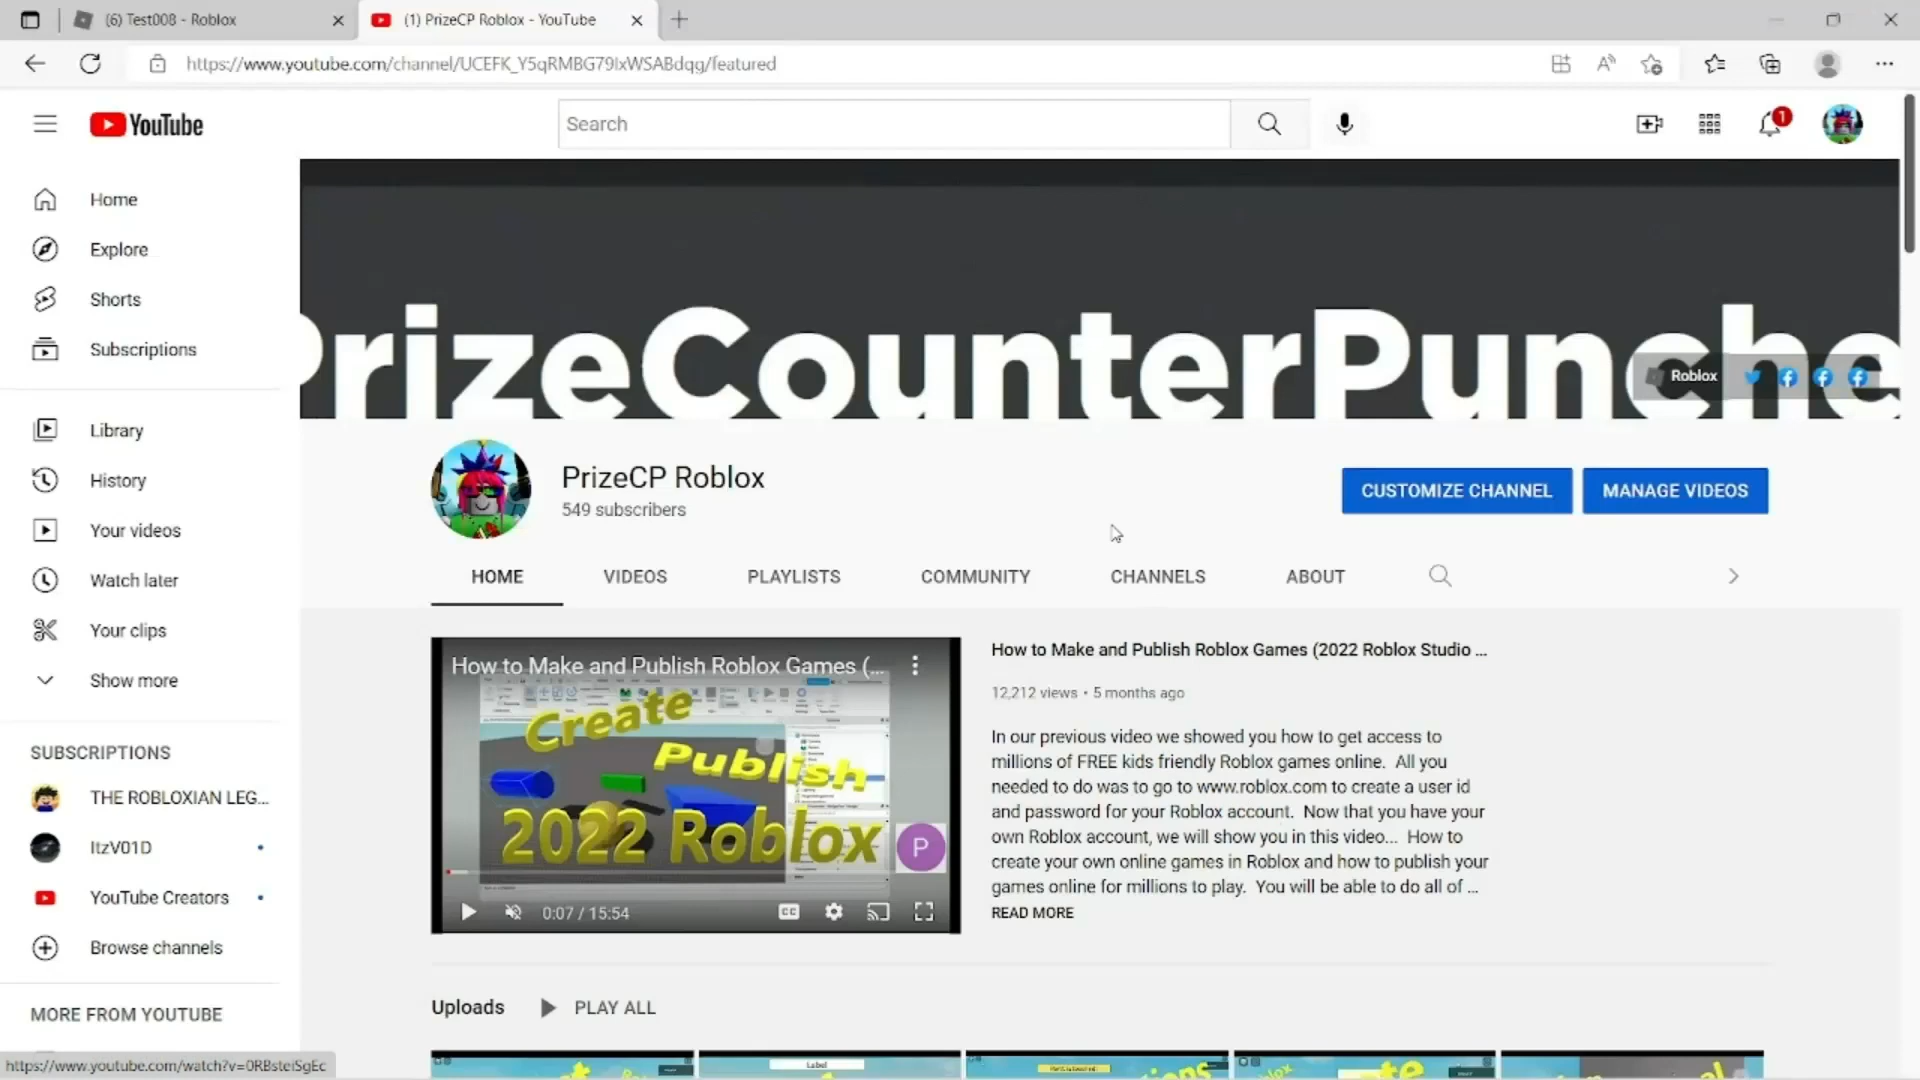 (6) Test008 - Roblox
(1) PrizeCP Roblox - YouTube
https://www.youtube.com/channel/UCEFK_Y5qRMBG79IxWSABdqg/featured
YouTube
Search
1
Home
Explore
Shorts
Subscriptions
Library
History
Your videos
Watch later
Your clips
Show more
SUBSCRIPTIONS
THE ROBLOXIAN LEG...
ItzV01D
YouTube Creators
Browse channels
MORE FROM YOUTUBE
https://www.youtube.com/watch?v=0RBsteiSgEc
PrizeCounterPunche
Roblox
PrizeCP Roblox
549 subscribers
CUSTOMIZE CHANNEL
MANAGE VIDEOS
HOME
VIDEOS
PLAYLISTS
COMMUNITY
CHANNELS
ABOUT
How to Make and Publish Roblox Games (...
Create
Publish
2022 Roblox
P
0:07 / 15:54
CC
How to Make and Publish Roblox Games (2022 Roblox Studio ...
12,212 views • 5 months ago
In our previous video we showed you how to get access to
millions of FREE kids friendly Roblox games online. All you
needed to do was to go to www.roblox.com to create a user id
and password for your Roblox account. Now that you have your
own Roblox account, we will show you in this video... How to
create your own online games in Roblox and how to publish your
games online for millions to play. You will be able to do all of ...
READ MORE
Uploads
PLAY ALL
Label